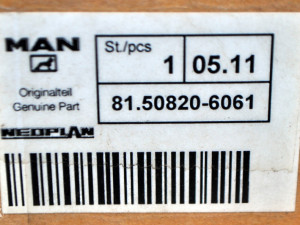 MAN
St./pcs
1 05.11
Originalteil
Genuine Part
81.50820-6061
NEOPLAN